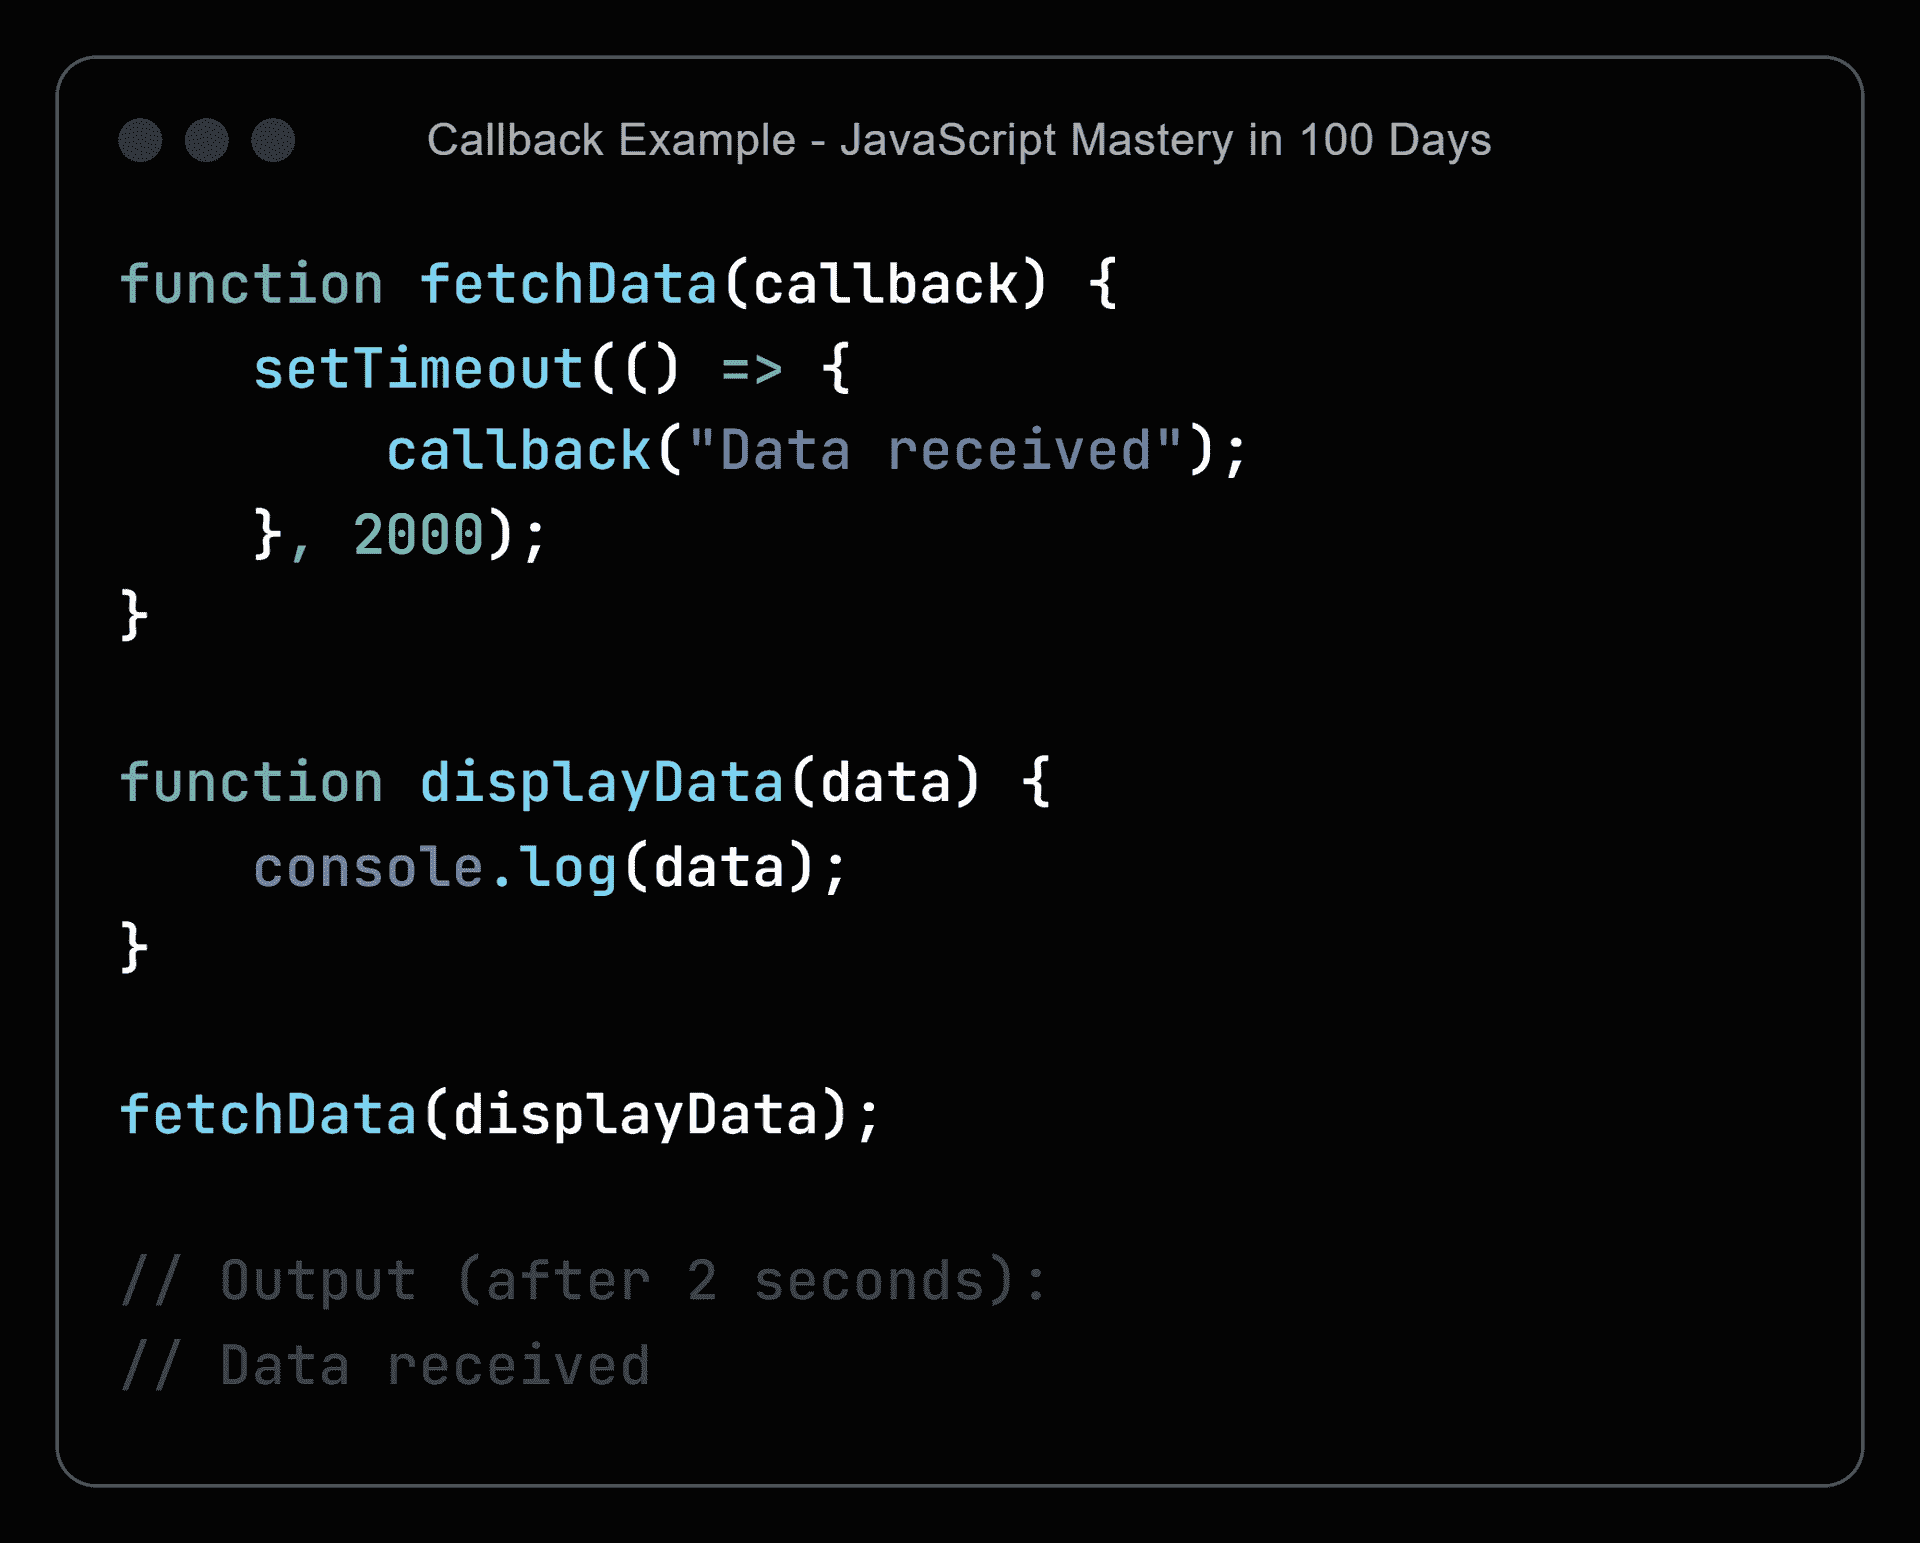 Callback Example - JavaScript Mastery in 100 Days
function fetchData(callback) {
    setTimeout(() => {
        callback("Data received");
    }, 2000);
}
function displayData(data) {
    console.log(data);
}
fetchData(displayData);
// Output (after 2 seconds):
// Data received